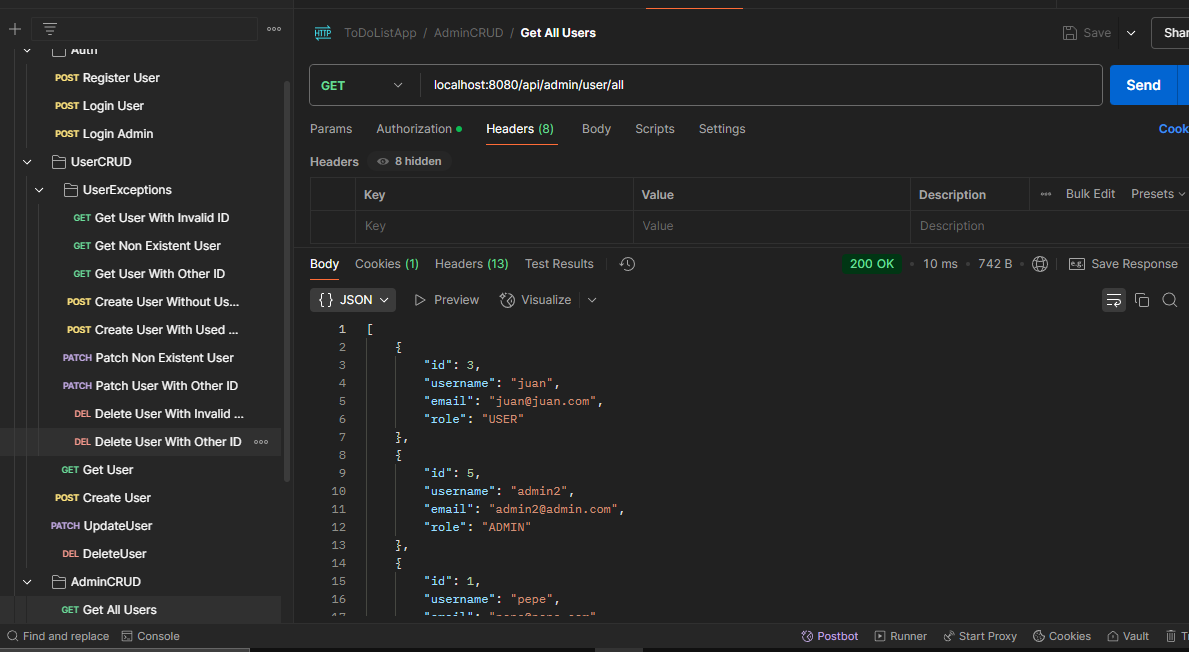 ToDoListApp / AdminCRUD / Get All Users
Save
GET
localhost:8080/api/admin/user/all
Send
Params
Authorization
Headers (8)
Body
Scripts
Settings
Headers
8 hidden
Key
Value
Description
Bulk Edit
Presets
Key
Value
Description
Body
Cookies (1)
Headers (13)
Test Results
200 OK
10 ms
742 B
Save Response
{} JSON
Preview
Visualize
1 [
2 {
3 "id": 3,
4 "username": "juan",
5 "email": "juan@juan.com",
6 "role": "USER"
7 },
8 {
9 "id": 5,
10 "username": "admin2",
11 "email": "admin2@admin.com",
12 "role": "ADMIN"
13 },
14 {
15 "id": 1,
16 "username": "pepe",
17 "email": "pepe@pepe.com"
Auth
POST Register User
POST Login User
POST Login Admin
UserCRUD
UserExceptions
GET Get User With Invalid ID
GET Get Non Existent User
GET Get User With Other ID
POST Create User Without Us...
POST Create User With Used ...
PATCH Patch Non Existent User
PATCH Patch User With Other ID
DEL Delete User With Invalid ...
DEL Delete User With Other ID
GET Get User
POST Create User
PATCH UpdateUser
DEL DeleteUser
AdminCRUD
GET Get All Users
Find and replace
Console
Postbot
Runner
Start Proxy
Cookies
Vault